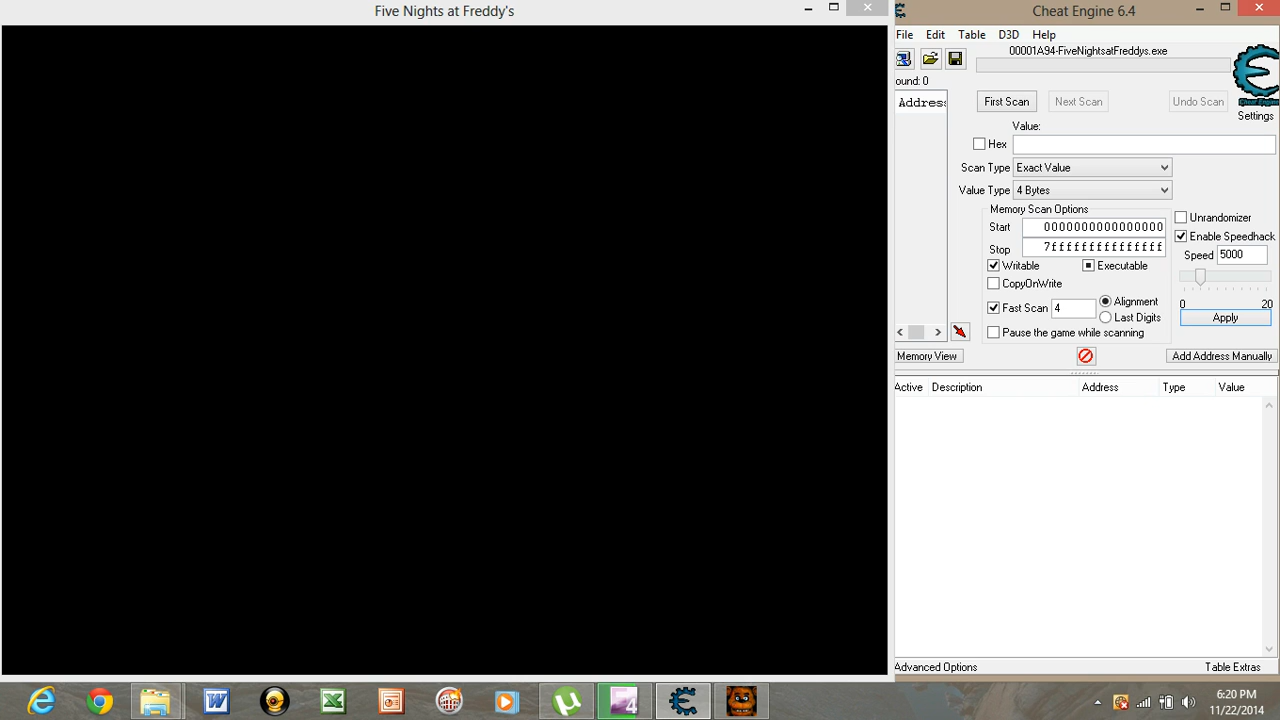 Five Nights at Freddy's
Cheat Engine 6.4
File Edit Table D3D Help
00001A94-FiveNightsatFreddys.exe
ound: 0
Address
First Scan Next Scan Undo Scan
Cheat Engine
Settings
Value:
Hex
Scan Type Exact Value
Value Type 4 Bytes
Memory Scan Options
Start 0000000000000000
Stop 7fffffffffffffff
Writable Executable
CopyOnWrite
Fast Scan 4 Alignment
Last Digits
Pause the game while scanning
Unrandomizer
Enable Speedhack
Speed 5000
0 20
Apply
Memory View Add Address Manually
Active Description Address Type Value
Advanced Options Table Extras
4
6:20 PM
11/22/2014